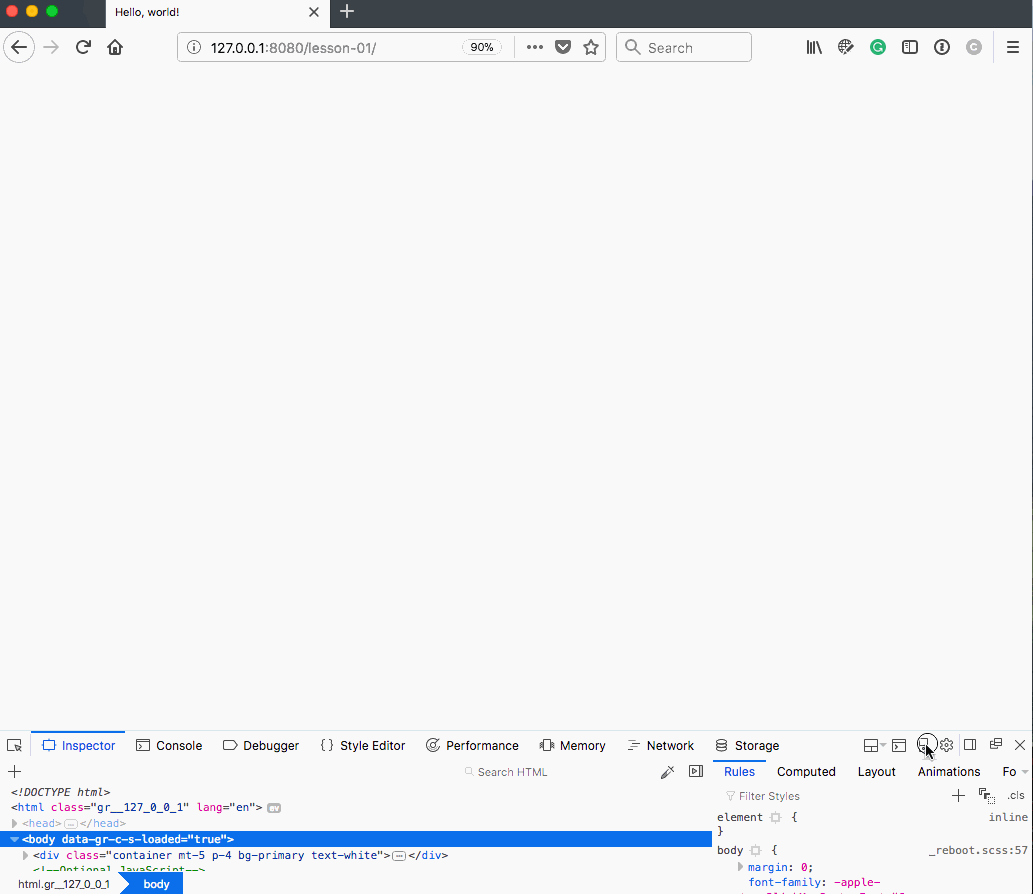 Hello, world!
127.0.0.1:8080/lesson-01/ 90% Search
Inspector Console Debugger {} Style Editor Performance Memory Network Storage
Search HTML Rules Computed Layout Animations Fo
<!DOCTYPE html>
<html class="gr__127_0_0_1" lang="en"> ev
<head> … </head>
<body data-gr-c-s-loaded="true">
<div class="container mt-5 p-4 bg-primary text-white"> … </div>
<!--Optional JavaScript-->
html.gr__127_0_0_1 body
Filter Styles .cls
element { inline
}
body { _reboot.scss:57
margin: 0;
font-family: -apple-